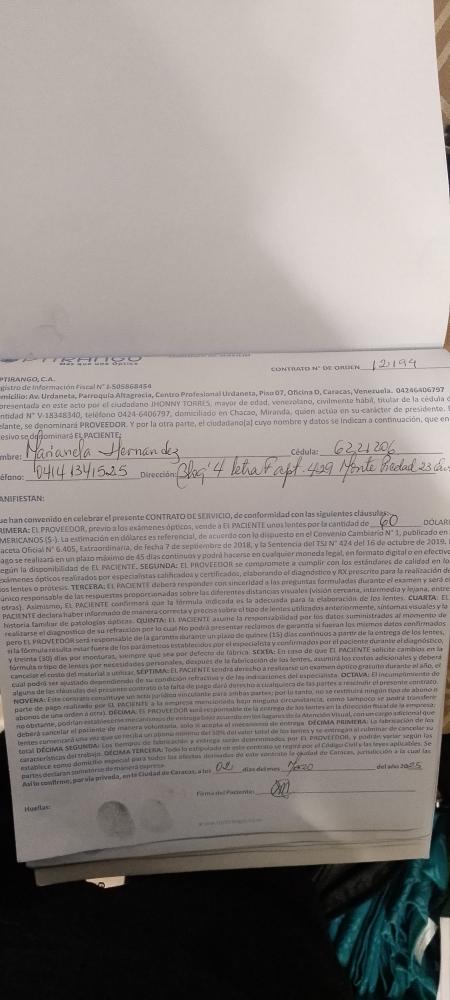 OPTIRANGO
Más que una Óptica
CONTRATO N° DE ORDEN 12,194
PTIRANGO, C.A.
gistro de Información Fiscal N° J-505868454
micilio: Av. Urdaneta, Parroquia Altagracia, Centro Profesional Urdaneta, Piso 07, Oficina D, Caracas, Venezuela. 04246406797
presentada en este acto por el ciudadano JHONNY TORRES, mayor de edad, venezolano, civilmente hábil, titular de la cédula d
ntidad N° V-18348340, teléfono 0424-6406797, domiciliado en Chacao, Miranda, quien actúa en su carácter de presidente. E
elante, se denominará PROVEEDOR. Y por la otra parte, el ciudadano(a) cuyo nombre y datos se indican a continuación, que en
esivo se denominará EL PACIENTE:
mbre: Marianela Hernandez Cédula: 6221206
éfono: 0414 1341525 Dirección: Bloq 4 letra F apt. 429 Monte Piedad 23
ANIFIESTAN:
ue han convenido en celebrar el presente CONTRATO DE SERVICIO, de conformidad con las siguientes cláusulas:
RIMERA: EL PROVEEDOR, previo a los exámenes ópticos, vende a EL PACIENTE unos lentes por la cantidad de 60 DÓLARE
MERICANOS ($-). La estimación en dólares es referencial, de acuerdo con lo dispuesto en el Convenio Cambiario N° 1, publicado en
aceta Oficial N° 6.405, Extraordinaria, de fecha 7 de septiembre de 2018, y la Sentencia del TSJ N° 424 del 16 de octubre de 2019.
ago se realizará en un plazo máximo de 45 días continuos y podrá hacerse en cualquier moneda legal, en formato digital o en efectivo
egún la disponibilidad de EL PACIENTE. SEGUNDA: EL PROVEEDOR se compromete a cumplir con los estándares de calidad en lo
exámenes ópticos realizados por especialistas calificados y certificados, elaborando el diagnóstico y RX prescrito para la realización de
os lentes o prótesis. TERCERA: EL PACIENTE deberá responder con sinceridad a las preguntas formuladas durante el examen y será e
único responsable de las respuestas proporcionadas sobre las diferentes distancias visuales (visión cercana, intermedia y lejana, entre
otras). Asimismo, EL PACIENTE confirmará que la fórmula indicada es la adecuada para la elaboración de los lentes. CUARTA: EL
PACIENTE declara haber informado de manera correcta y precisa sobre el tipo de lentes utilizados anteriormente, síntomas visuales y la
historia familiar de patologías ópticas. QUINTA: EL PACIENTE asume la responsabilidad por los datos suministrados al momento de
realizarse el diagnóstico de su refracción por lo cual No podrá presentar reclamos de garantía si fueran los mismos datos confirmados
pero EL PROVEEDOR será responsable de la garantía durante un plazo de quince (15) días continuos a partir de la entrega de los lentes,
si la fórmula resulta estar fuera de los parámetros establecidos por el especialista y confirmados por el paciente durante el diagnóstico,
y treinta (30) días por monturas, siempre que sea por defecto de fábrica. SEXTA: En caso de que EL PACIENTE solicite cambios en la
fórmula o tipo de lentes por necesidades personales, después de la fabricación de los lentes, asumirá los costos adicionales y deberá
cancelar el costo del material a utilizar. SÉPTIMA: EL PACIENTE tendrá derecho a realizarse un examen óptico gratuito durante el año, el
cual podrá ser ajustado dependiendo de su condición refractiva y de las indicaciones del especialista. OCTAVA: El incumplimiento de
alguna de las cláusulas del presente contrato o la falta de pago dará derecho a cualquiera de las partes a rescindir el presente contrato.
NOVENA: Este contrato constituye un acto jurídico vinculante para ambas partes; por lo tanto, no se restituirá ningún tipo de abono o
parte de pago realizado por EL PACIENTE a la empresa mencionada bajo ninguna circunstancia, como tampoco se podrá transferir
abonos de una orden a otra). DÉCIMA: EL PROVEEDOR será responsable de la entrega de los lentes en la dirección fiscal de la empresa;
no obstante, podrían establecerse mecanismos de entrega bajo acuerdo en los lugares de la Atención Visual, con un cargo adicional que
deberá cancelar el paciente de manera voluntaria, solo si acepta el mecanismo de entrega. DÉCIMA PRIMERA: La fabricación de los
lentes comenzará una vez que se reciba un abono mínimo del 50% del valor total de los lentes y se entregan al culminar de cancelar su
total. DÉCIMA SEGUNDA: Los tiempos de fabricación y entrega serán determinados por EL PROVEEDOR, y podrán variar según las
características del trabajo. DÉCIMA TERCERA: Todo lo estipulado en este contrato se regirá por el Código Civil y las leyes aplicables. Se
establece como domicilio especial para todos los efectos derivados de este contrato la ciudad de Caracas, jurisdicción a la cual las
partes declaran someterse de manera expresa.
Así lo confirmo, por vía privada, en la Ciudad de Caracas, a los 02 días del mes Mayo del año 2025
Firma del Paciente:
Huellas: